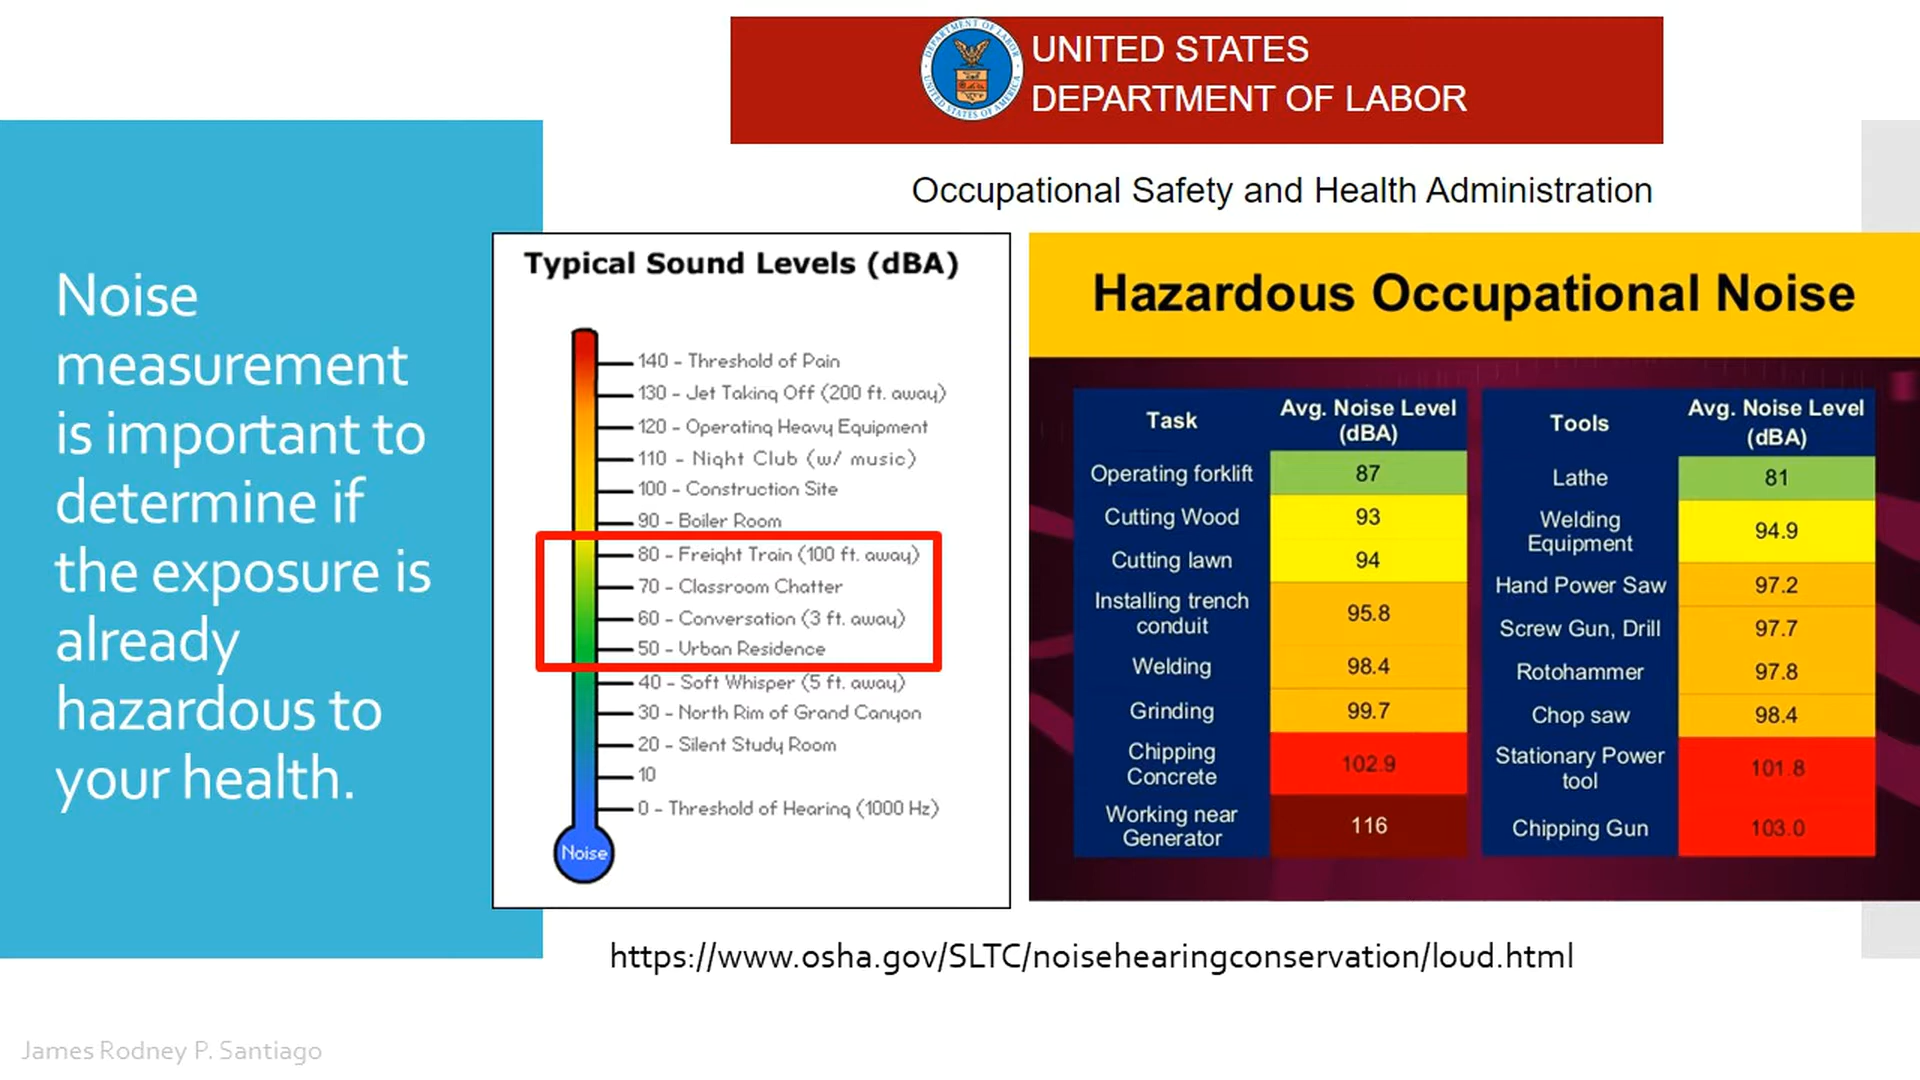 UNITED STATES
DEPARTMENT OF LABOR
Occupational Safety and Health Administration
Noise
measurement
is important to
determine if
the exposure is
already
hazardous to
your health.
Typical Sound Levels (dBA)
140 - Threshold of Pain
130 - Jet Taking Off (200 ft. away)
120 - Operating Heavy Equipment
110 - Night Club (w/ music)
100 - Construction Site
90 - Boiler Room
80 - Freight Train (100 ft. away)
70 - Classroom Chatter
60 - Conversation (3 ft. away)
50 - Urban Residence
40 - Soft Whisper (5 ft. away)
30 - North Rim of Grand Canyon
20 - Silent Study Room
10
0 - Threshold of Hearing (1000 Hz)
Noise
Hazardous Occupational Noise
Task Avg. Noise Level
(dBA)
Operating forklift 87
Cutting Wood 93
Cutting lawn 94
Installing trench
conduit 95.8
Welding 98.4
Grinding 99.7
Chipping
Concrete 102.9
Working near
Generator 116
Tools Avg. Noise Level
(dBA)
Lathe 81
Welding
Equipment 94.9
Hand Power Saw 97.2
Screw Gun, Drill 97.7
Rotohammer 97.8
Chop saw 98.4
Stationary Power
tool 101.8
Chipping Gun 103.0
https://www.osha.gov/SLTC/noisehearingconservation/loud.html
James Rodney P. Santiago